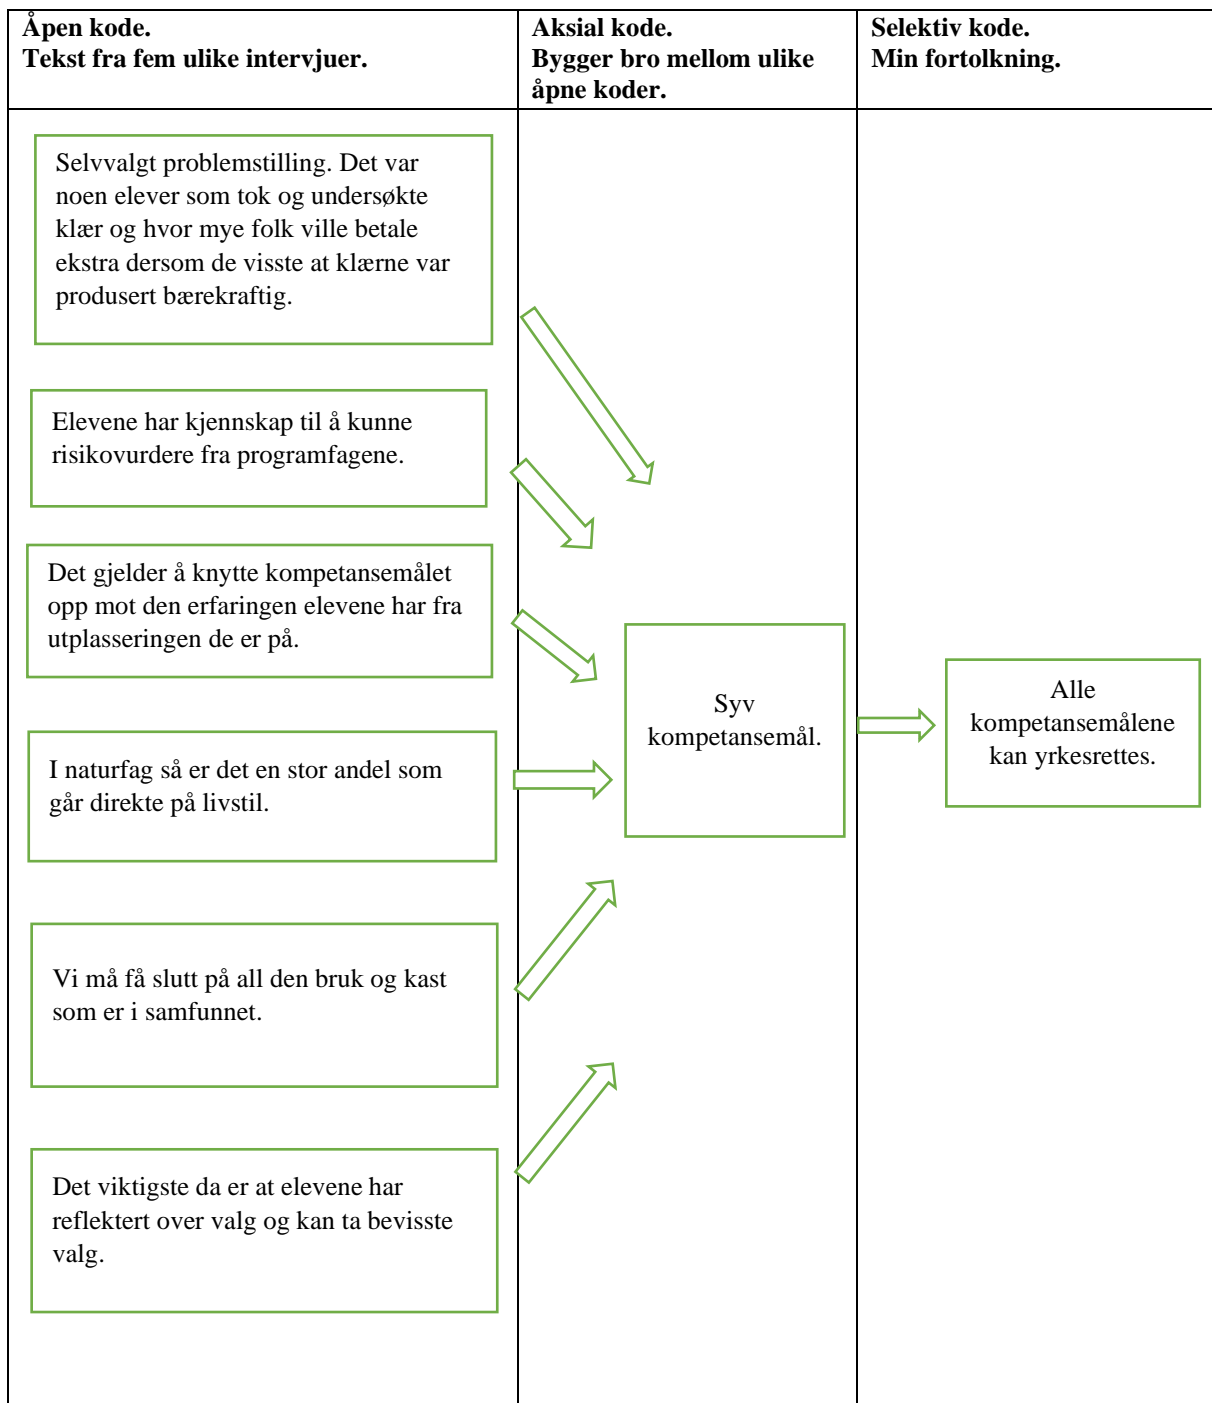 Åpen kode.
Tekst fra fem ulike intervjuer.
Aksial kode.
Bygger bro mellom ulike
åpne koder.
Selektiv kode.
Min fortolkning.
Selvvalgt problemstilling. Det var
noen elever som tok og undersøkte
klær og hvor mye folk ville betale
ekstra dersom de visste at klærne var
produsert bærekraftig.
Elevene har kjennskap til å kunne
risikovurdere fra programfagene.
Det gjelder å knytte kompetansemålet
opp mot den erfaringen elevene har fra
utplasseringen de er på.
I naturfag så er det en stor andel som
går direkte på livstil.
Vi må få slutt på all den bruk og kast
som er i samfunnet.
Det viktigste da er at elevene har
reflektert over valg og kan ta bevisste
valg.
Syv
kompetansemål.
Alle
kompetansemålene
kan yrkesrettes.